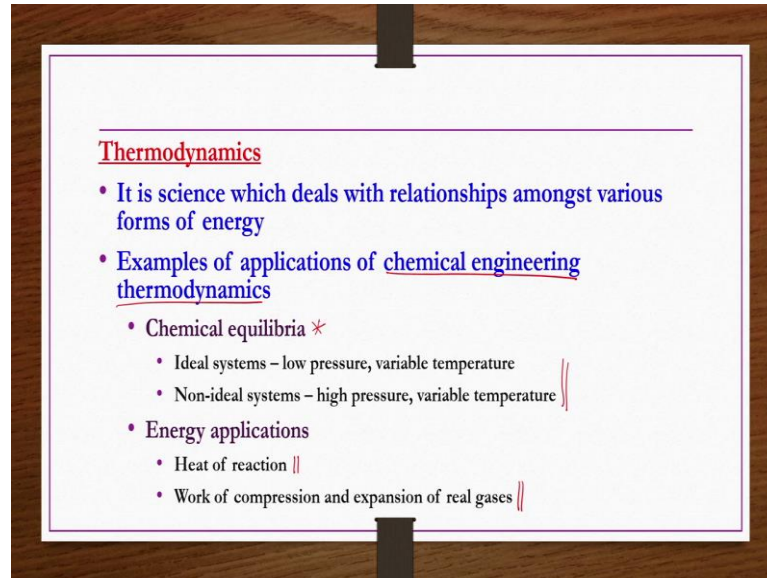 Thermodynamics
• It is science which deals with relationships amongst various
forms of energy
• Examples of applications of chemical engineering
thermodynamics
• Chemical equilibria *
• Ideal systems – low pressure, variable temperature
• Non-ideal systems – high pressure, variable temperature
• Energy applications
• Heat of reaction
• Work of compression and expansion of real gases